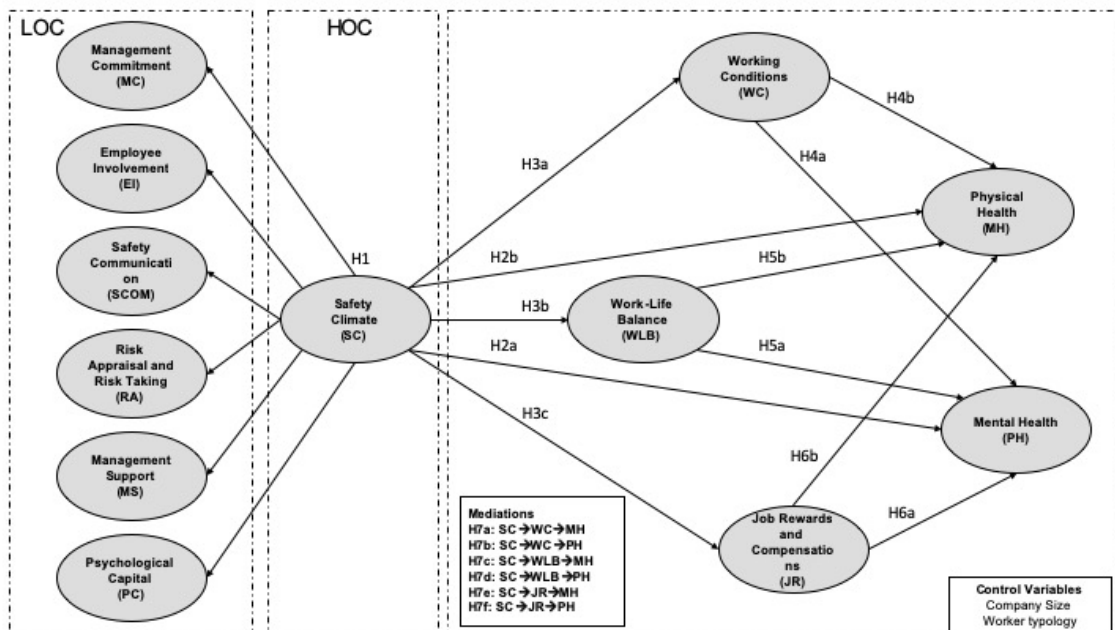 LOC
HOC
Management
Commitment
(MC)
Employee
Involvement
(EI)
Safety
Communicati
on
(SCOM)
Risk
Appraisal and
Risk Taking
(RA)
Management
Support
(MS)
Psychological
Capital
(PC)
H1
Safety
Climate
(SC)
H3a
H2b
H3b
H2a
H3c
Working
Conditions
(WC)
Work-Life
Balance
(WLB)
Job Rewards
and
Compensatio
ns
(JR)
H4b
H4a
H5b
H5a
H6b
H6a
Physical
Health
(MH)
Mental Health
(PH)
Mediations
H7a: SC→WC→MH
H7b: SC→WC→PH
H7c: SC→WLB→MH
H7d: SC→WLB→PH
H7e: SC→JR→MH
H7f: SC→JR→PH
Control Variables
Company Size
Worker typology